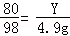 80/98 = Y/4.9g